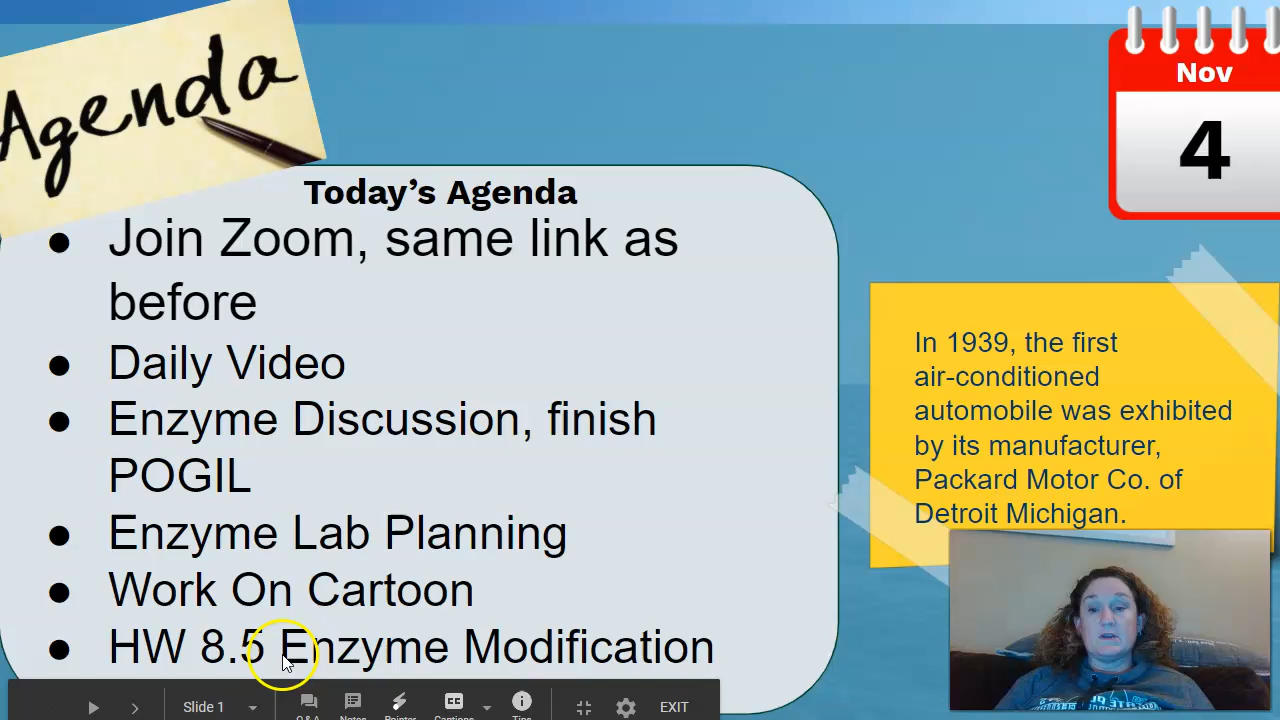 Agenda
Nov
4
Today’s Agenda
● Join Zoom, same link as
before
● Daily Video
● Enzyme Discussion, finish
POGIL
● Enzyme Lab Planning
● Work On Cartoon
● HW 8.5 Enzyme Modification
In 1939, the first
air-conditioned
automobile was exhibited
by its manufacturer,
Packard Motor Co. of
Detroit Michigan.
Slide 1
Q&A Notes Pointer Captions Tips
EXIT